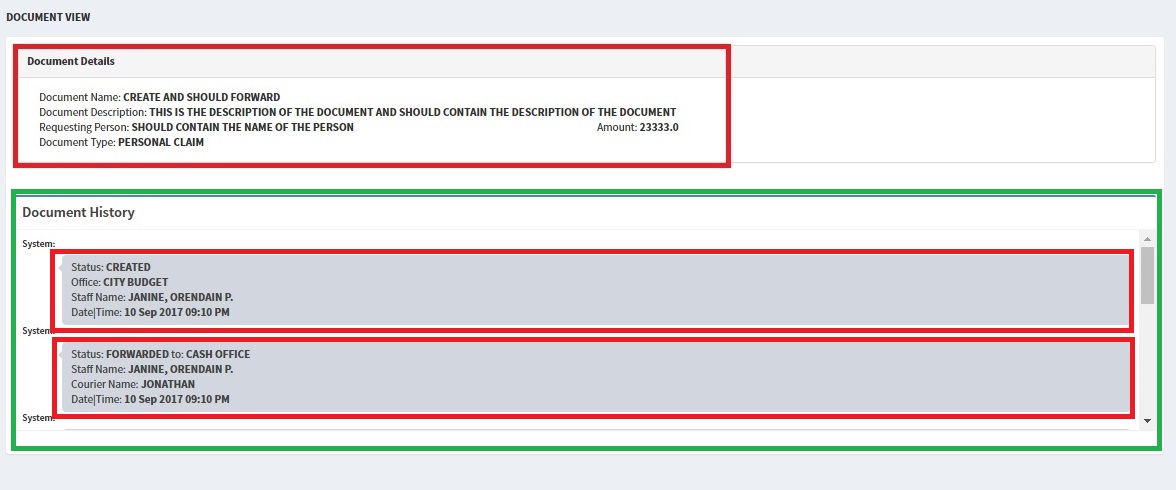 DOCUMENT VIEW
Document Details
Document Name: CREATE AND SHOULD FORWARD
Document Description: THIS IS THE DESCRIPTION OF THE DOCUMENT AND SHOULD CONTAIN THE DESCRIPTION OF THE DOCUMENT
Requesting Person: SHOULD CONTAIN THE NAME OF THE PERSON Amount: 23333.0
Document Type: PERSONAL CLAIM
Document History
System:
Status: CREATED
Office: CITY BUDGET
Staff Name: JANINE, ORENDAIN P.
Date|Time: 10 Sep 2017 09:10 PM
System:
Status: FORWARDED to: CASH OFFICE
Staff Name: JANINE, ORENDAIN P.
Courier Name: JONATHAN
Date|Time: 10 Sep 2017 09:10 PM
System: